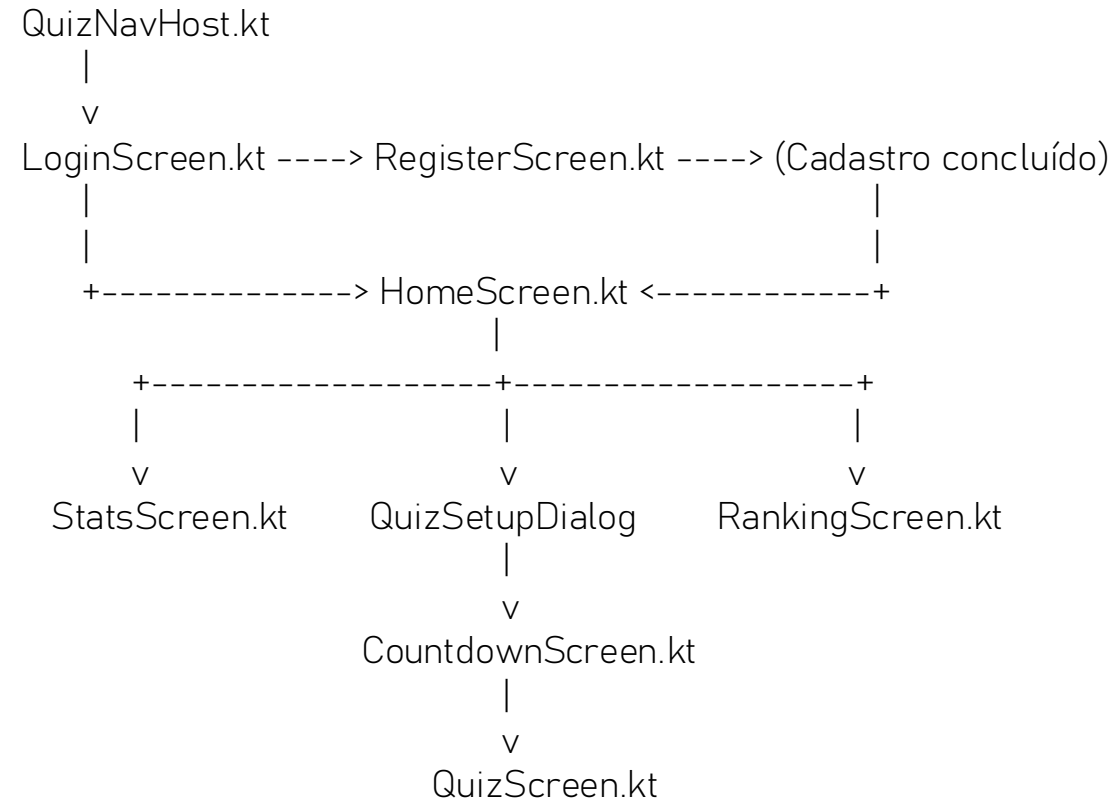 QuizNavHost.kt
|
v
LoginScreen.kt ----> RegisterScreen.kt ----> (Cadastro concluído)
| |
| |
+--------------> HomeScreen.kt <------------+
|
+-------------------+-------------------+
| | |
v v v
StatsScreen.kt QuizSetupDialog RankingScreen.kt
|
v
CountdownScreen.kt
|
v
QuizScreen.kt